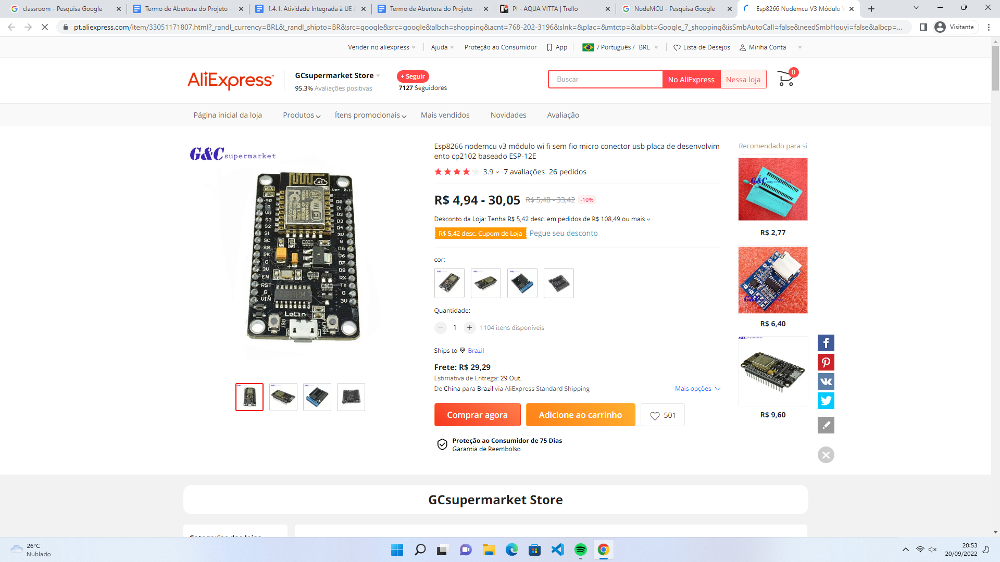 classroom - Pesquisa Google
Termo de Abertura do Projeto -
1.4.1. Atividade Integrada à UE /
Termo de Abertura do Projeto -
PI - AQUA VITTA | Trello
NodeMCU - Pesquisa Google
Esp8266 Nodemcu V3 Módulo
pt.aliexpress.com/item/33051171807.html?_randl_currency=BRL&_randl_shipto=BR&src=google&src=google&albch=shopping&acnt=768-202-3196&slnk=&plac=&mtctp=&albbt=Google_7_shopping&isSmbAutoCall=false&needSmbHouyi=false&albcp=...
Visitante
Vender no aliexpress
Ajuda
Proteção ao Consumidor
App
/ Português / BRL
Lista de Desejos
Minha Conta
AliExpress
GCsupermarket Store
95.3% Avaliações positivas
+ Seguir
7127 Seguidores
Buscar
No AliExpress
Nessa loja
0
Página inicial da loja
Produtos
Ítens promocionais
Mais vendidos
Novidades
Avaliação
G&C supermarket
A0
G
VU
S3
S2
S1
SC
S0
SK
G
3V
EN
RST
G
VIN
AI
WiFi
Ver 0.1
D0
D1
D2
D3
D4
3V
G
D5
D6
D7
D8
RX
TX
G
3V
LoLin
RST
FLASH
Esp8266 nodemcu v3 módulo wi fi sem fio micro conector usb placa de desenvolvim
ento cp2102 baseado ESP-12E
3.9
7 avaliações
26 pedidos
R$ 4,94 - 30,05
R$ 5,48 - 33,42
-10%
Desconto da Loja: Tenha R$ 5,42 desc. em pedidos de R$ 108,49 ou mais
R$ 5,42 desc. Cupom de Loja
Pegue seu desconto
cor:
Quantidade:
1
1104 itens disponíveis
Ships to
Brazil
Frete: R$ 29,29
Estimativa de Entrega: 29 Out.
De China para Brazil via AliExpress Standard Shipping
Mais opções
Comprar agora
Adicione ao carrinho
501
Proteção ao Consumidor de 75 Dias
Garantia de Reembolso
Recomendado para si
R$ 2,77
R$ 6,40
R$ 9,60
GCsupermarket Store
Categorias das lojas
26°C
Nublado
20:53
20/09/2022